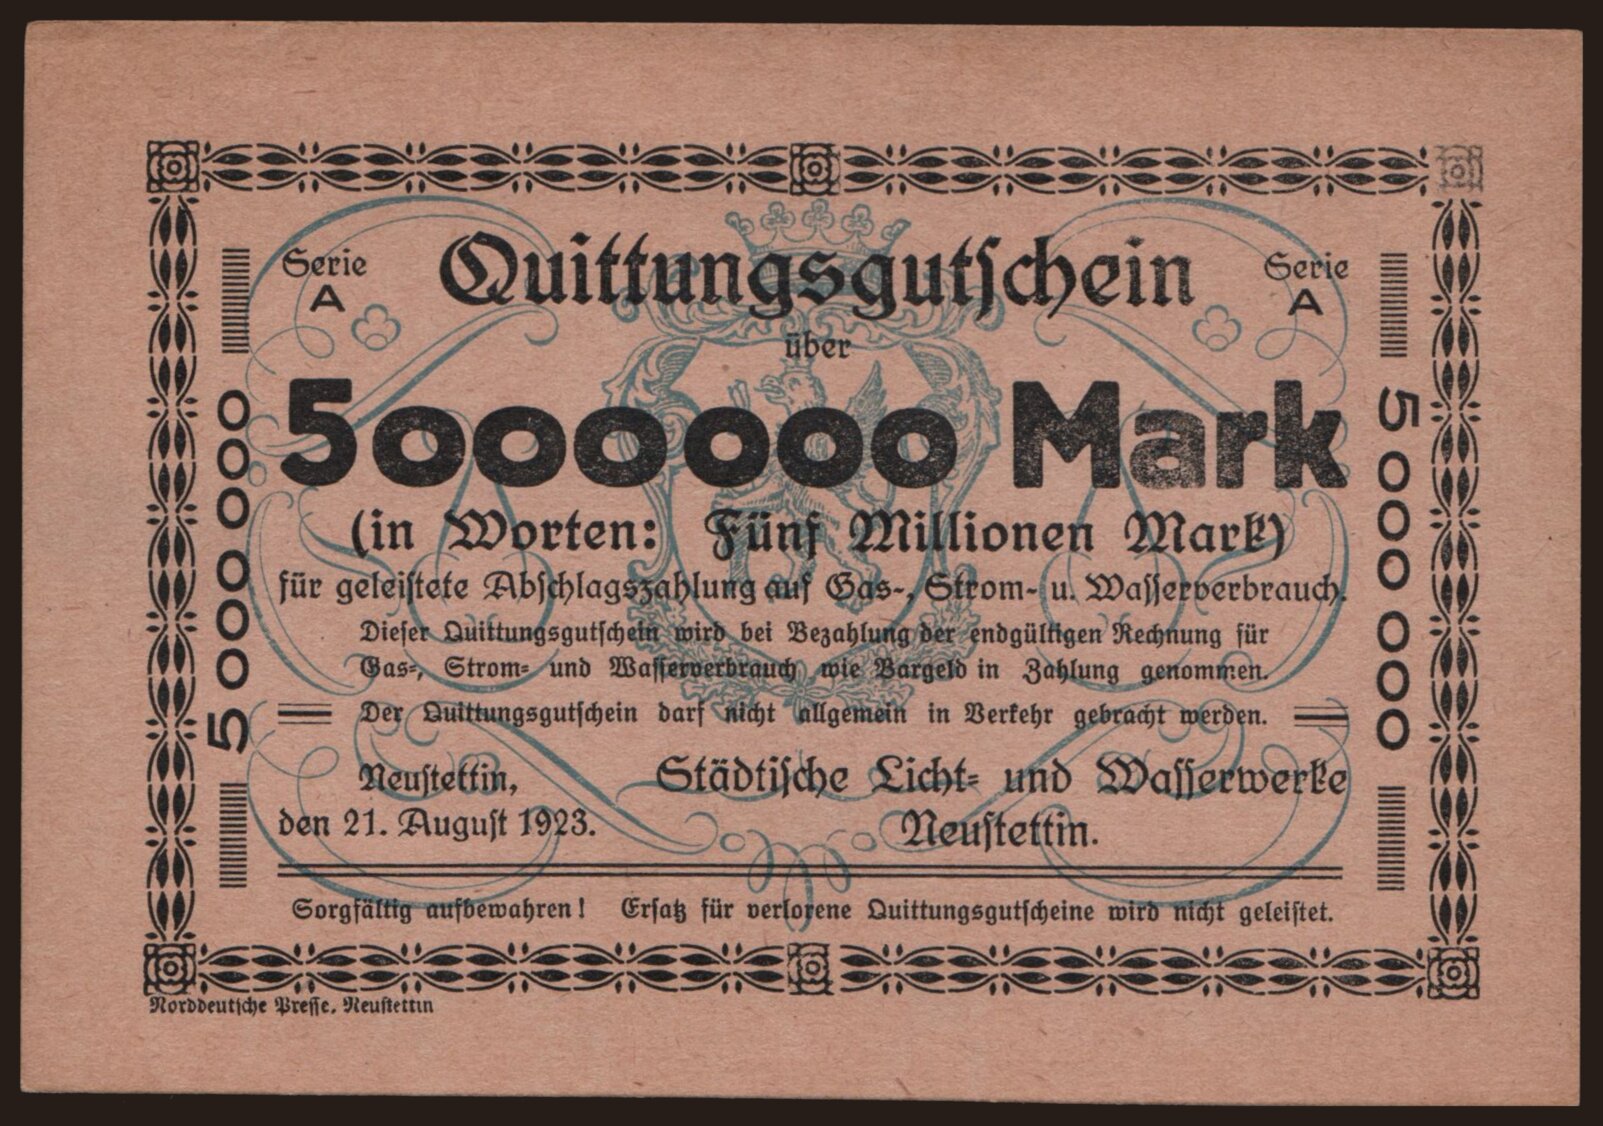 Serie
A
Quittungsgutschein
Serie
A
über
5000000 Mark
(in Worten: Fünf Millionen Mark)
für geleistete Abschlagszahlung auf Gas-, Strom- u. Wasserverbrauch.
Dieser Quittungsgutschein wird bei Bezahlung der endgültigen Rechnung für
Gas-, Strom- und Wasserverbrauch wie Bargeld in Zahlung genommen.
Der Quittungsgutschein darf nicht allgemein in Verkehr gebracht werden.
Neustettin,
den 21. August 1923.
Städtische Licht- und Wasserwerke
Neustettin.
Sorgfältig aufbewahren! Ersatz für verlorene Quittungsgutscheine wird nicht geleistet.
5 000 000
5 000 000
Norddeutsche Presse, Neustettin